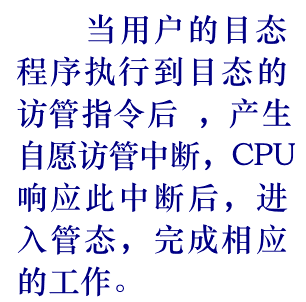 当用户的目态
程序执行到目态的
访管指令后 ，产生
自愿访管中断，CPU
响应此中断后，进
入管态，完成相应
的工作。